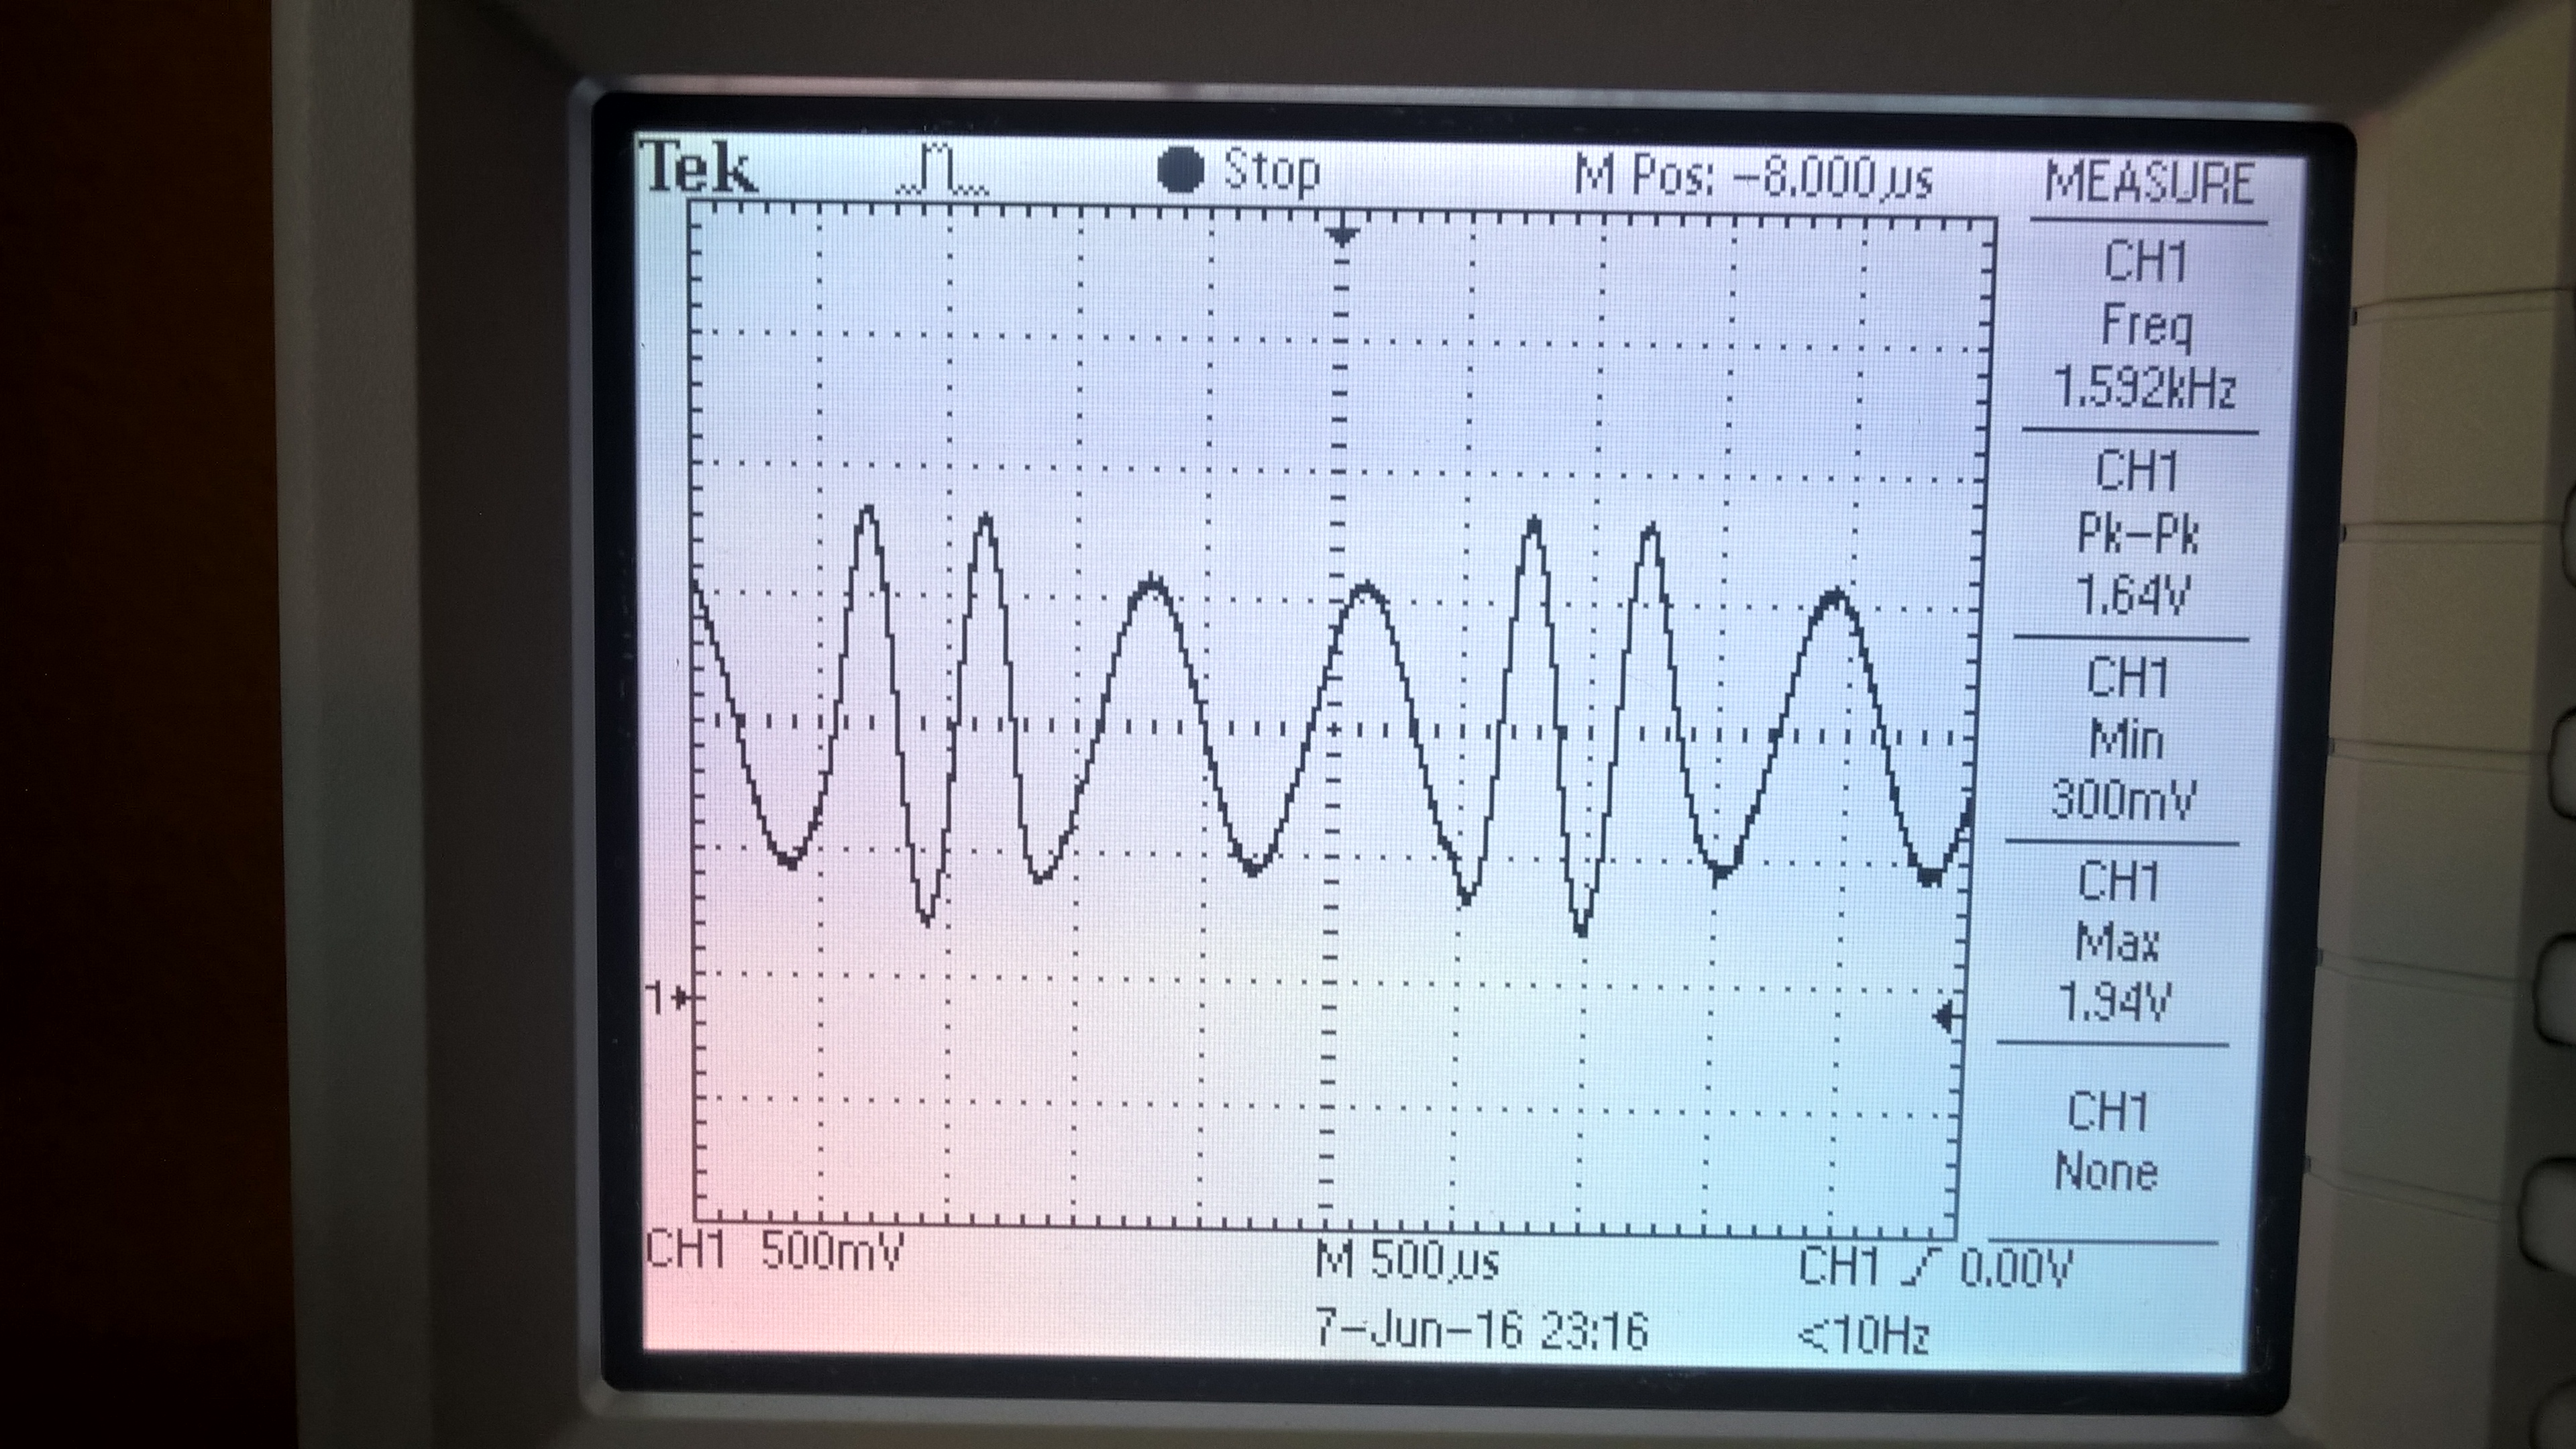 Tek Stop M Pos: -8.000µs MEASURE
CH1
Freq
1.592kHz
CH1
Pk-Pk
1.64V
CH1
Min
300mV
CH1
Max
1.94V
CH1
None
1
CH1 500mV M 500µs CH1 0.00V
7-Jun-16 23:16 <10Hz